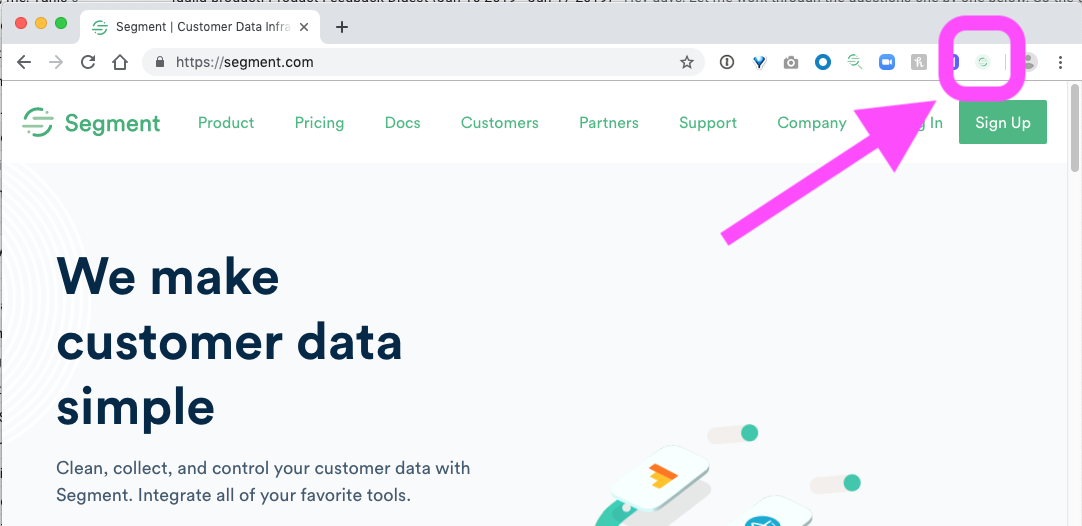 Segment | Customer Data Infra
https://segment.com
Segment
Product
Pricing
Docs
Customers
Partners
Support
Company
In
Sign Up
We make
customer data
simple
Clean, collect, and control your customer data with
Segment. Integrate all of your favorite tools.